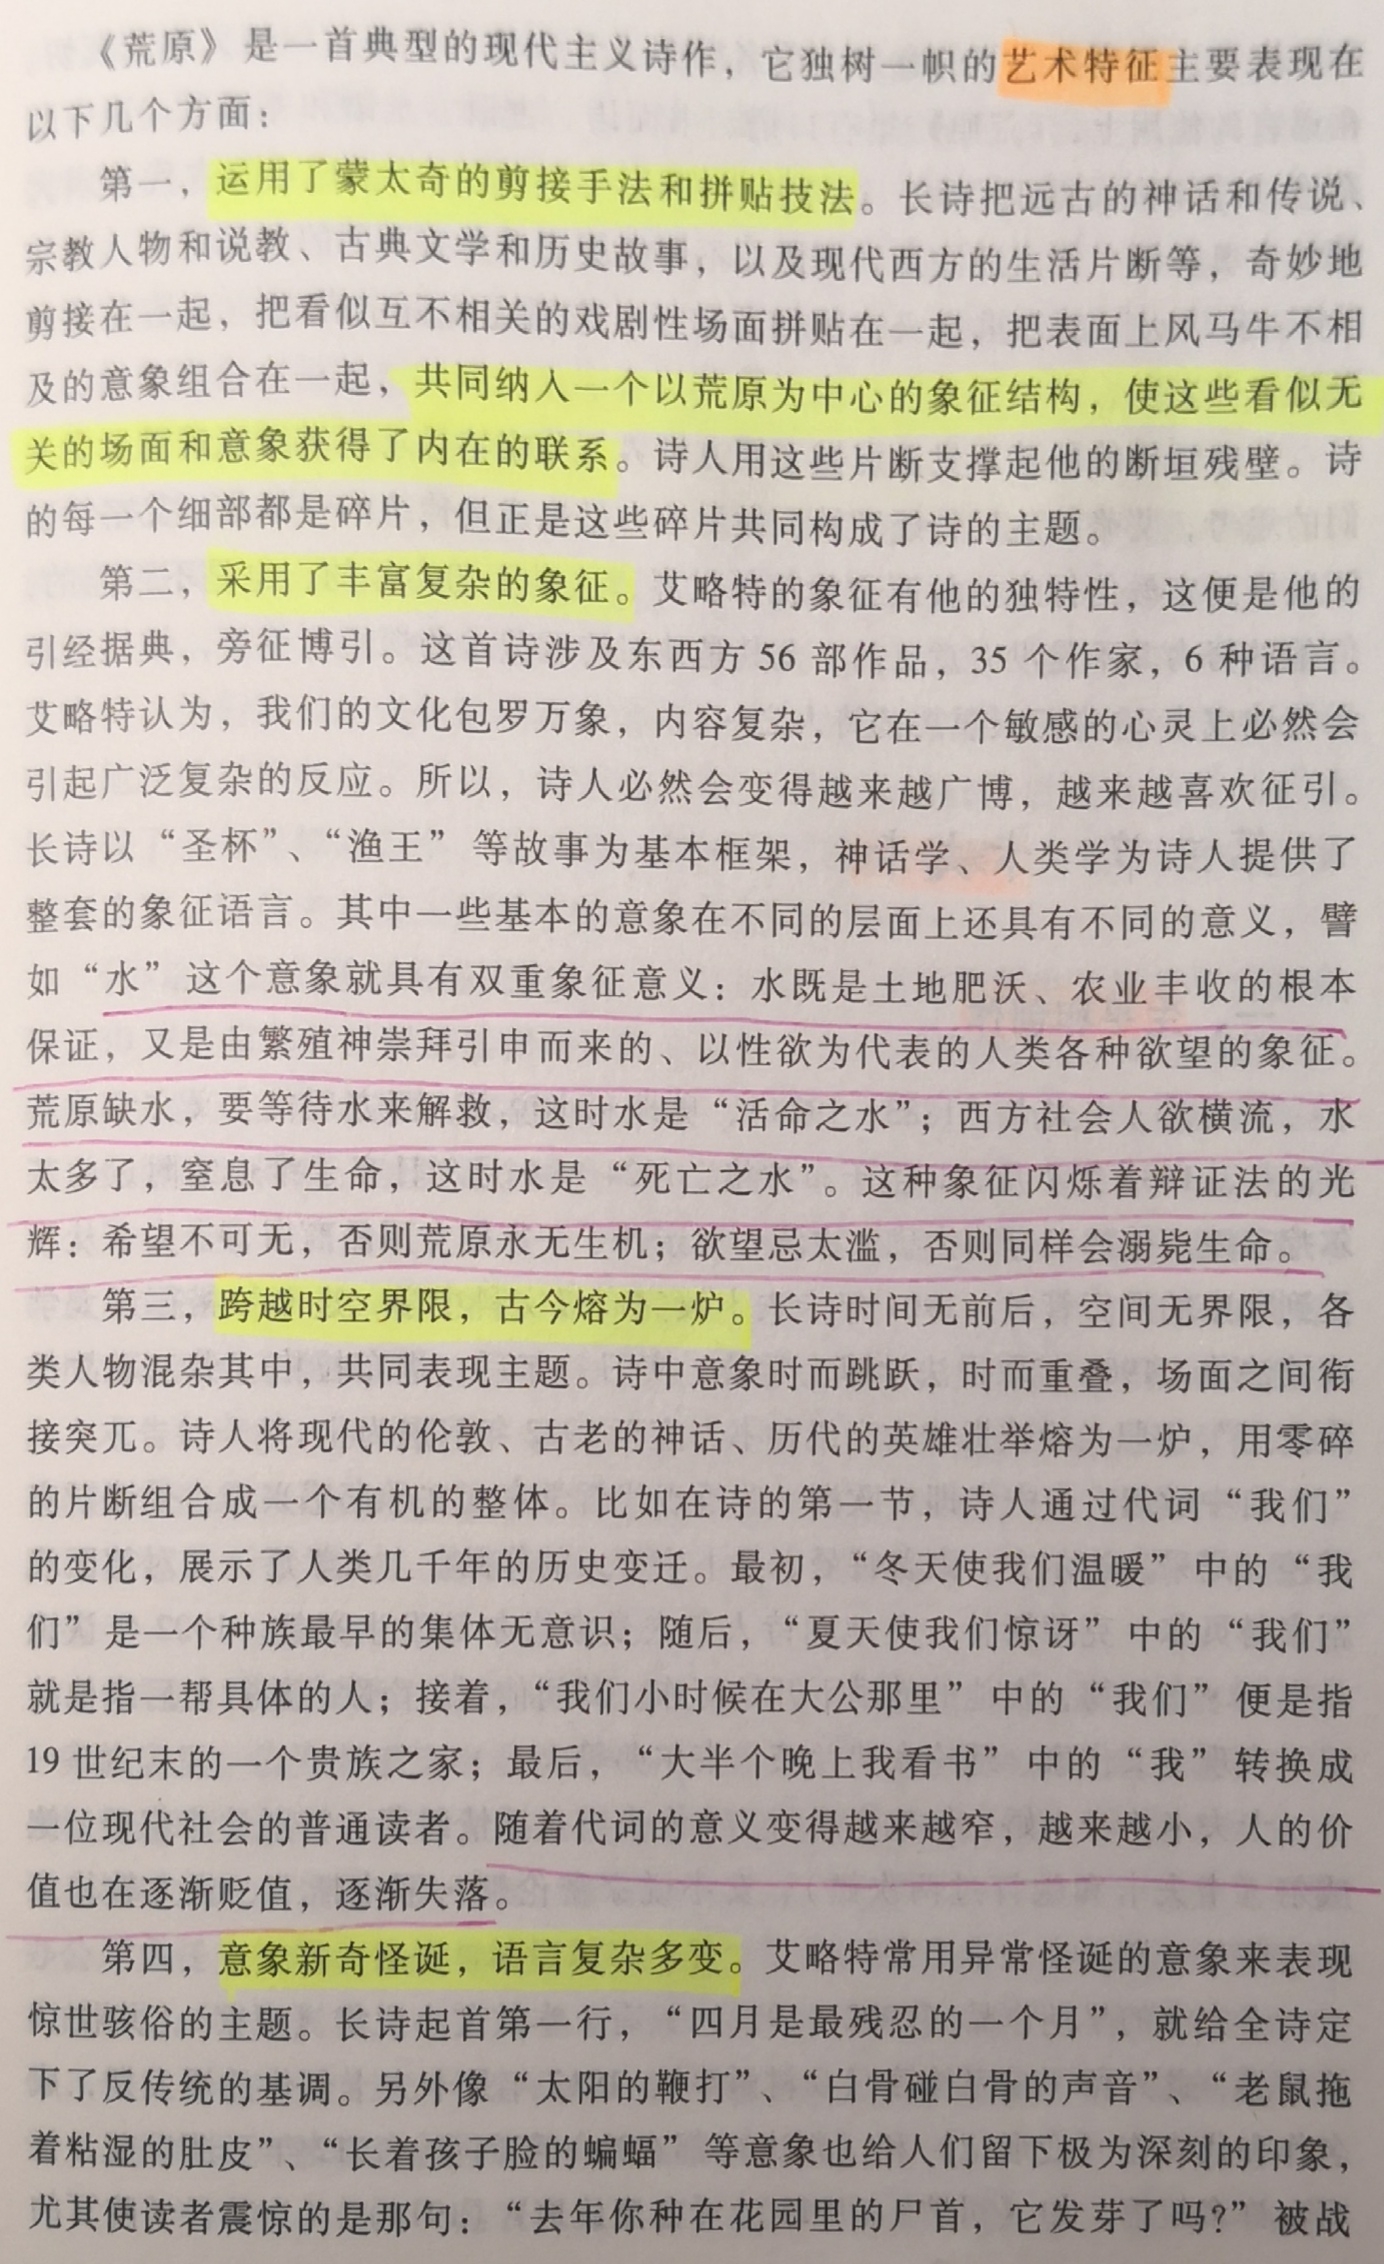 《荒原》是一首典型的现代主义诗作，它独树一帜的艺术特征主要表现在
以下几个方面：
第一，运用了蒙太奇的剪接手法和拼贴技法。长诗把远古的神话和传说、
宗教人物和说教、古典文学和历史故事，以及现代西方的生活片断等，奇妙地
剪接在一起，把看似互不相关的戏剧性场面拼贴在一起，把表面上风马牛不相
及的意象组合在一起，共同纳入一个以荒原为中心的象征结构，使这些看似无
关的场面和意象获得了内在的联系。诗人用这些片断支撑起他的断垣残壁。诗
的每一个细部都是碎片，但正是这些碎片共同构成了诗的主题。
第二，采用了丰富复杂的象征。艾略特的象征有他的独特性，这便是他的
引经据典，旁征博引。这首诗涉及东西方 56 部作品，35 个作家，6 种语言。
艾略特认为，我们的文化包罗万象，内容复杂，它在一个敏感的心灵上必然会
引起广泛复杂的反应。所以，诗人必然会变得越来越广博，越来越喜欢征引。
长诗以“圣杯”、“渔王”等故事为基本框架，神话学、人类学为诗人提供了
整套的象征语言。其中一些基本的意象在不同的层面上还具有不同的意义，譬
如“水”这个意象就具有双重象征意义：水既是土地肥沃、农业丰收的根本
保证，又是由繁殖神崇拜引申而来的、以性欲为代表的人类各种欲望的象征。
荒原缺水，要等待水来解救，这时水是“活命之水”；西方社会人欲横流，水
太多了，窒息了生命，这时水是“死亡之水”。这种象征闪烁着辩证法的光
辉：希望不可无，否则荒原永无生机；欲望忌太滥，否则同样会溺毙生命。
第三，跨越时空界限，古今熔为一炉。长诗时间无前后，空间无界限，各
类人物混杂其中，共同表现主题。诗中意象时而跳跃，时而重叠，场面之间衔
接突兀。诗人将现代的伦敦、古老的神话、历代的英雄壮举熔为一炉，用零碎
的片断组合成一个有机的整体。比如在诗的第一节，诗人通过代词“我们”
的变化，展示了人类几千年的历史变迁。最初，“冬天使我们温暖”中的“我
们”是一个种族最早的集体无意识；随后，“夏天使我们惊讶”中的“我们”
就是指一帮具体的人；接着，“我们小时候在大公那里”中的“我们”便是指
19 世纪末的一个贵族之家；最后，“大半个晚上我看书”中的“我”转换成
一位现代社会的普通读者。随着代词的意义变得越来越窄，越来越小，人的价
值也在逐渐贬值，逐渐失落。
第四，意象新奇怪诞，语言复杂多变。艾略特常用异常怪诞的意象来表现
惊世骇俗的主题。长诗起首第一行，“四月是最残忍的一个月”，就给全诗定
下了反传统的基调。另外像“太阳的鞭打”、“白骨碰白骨的声音”、“老鼠拖
着粘湿的肚皮”、“长着孩子脸的蝙蝠”等意象也给人们留下极为深刻的印象，
尤其使读者震惊的是那句：“去年你种在花园里的尸首，它发芽了吗？”被战